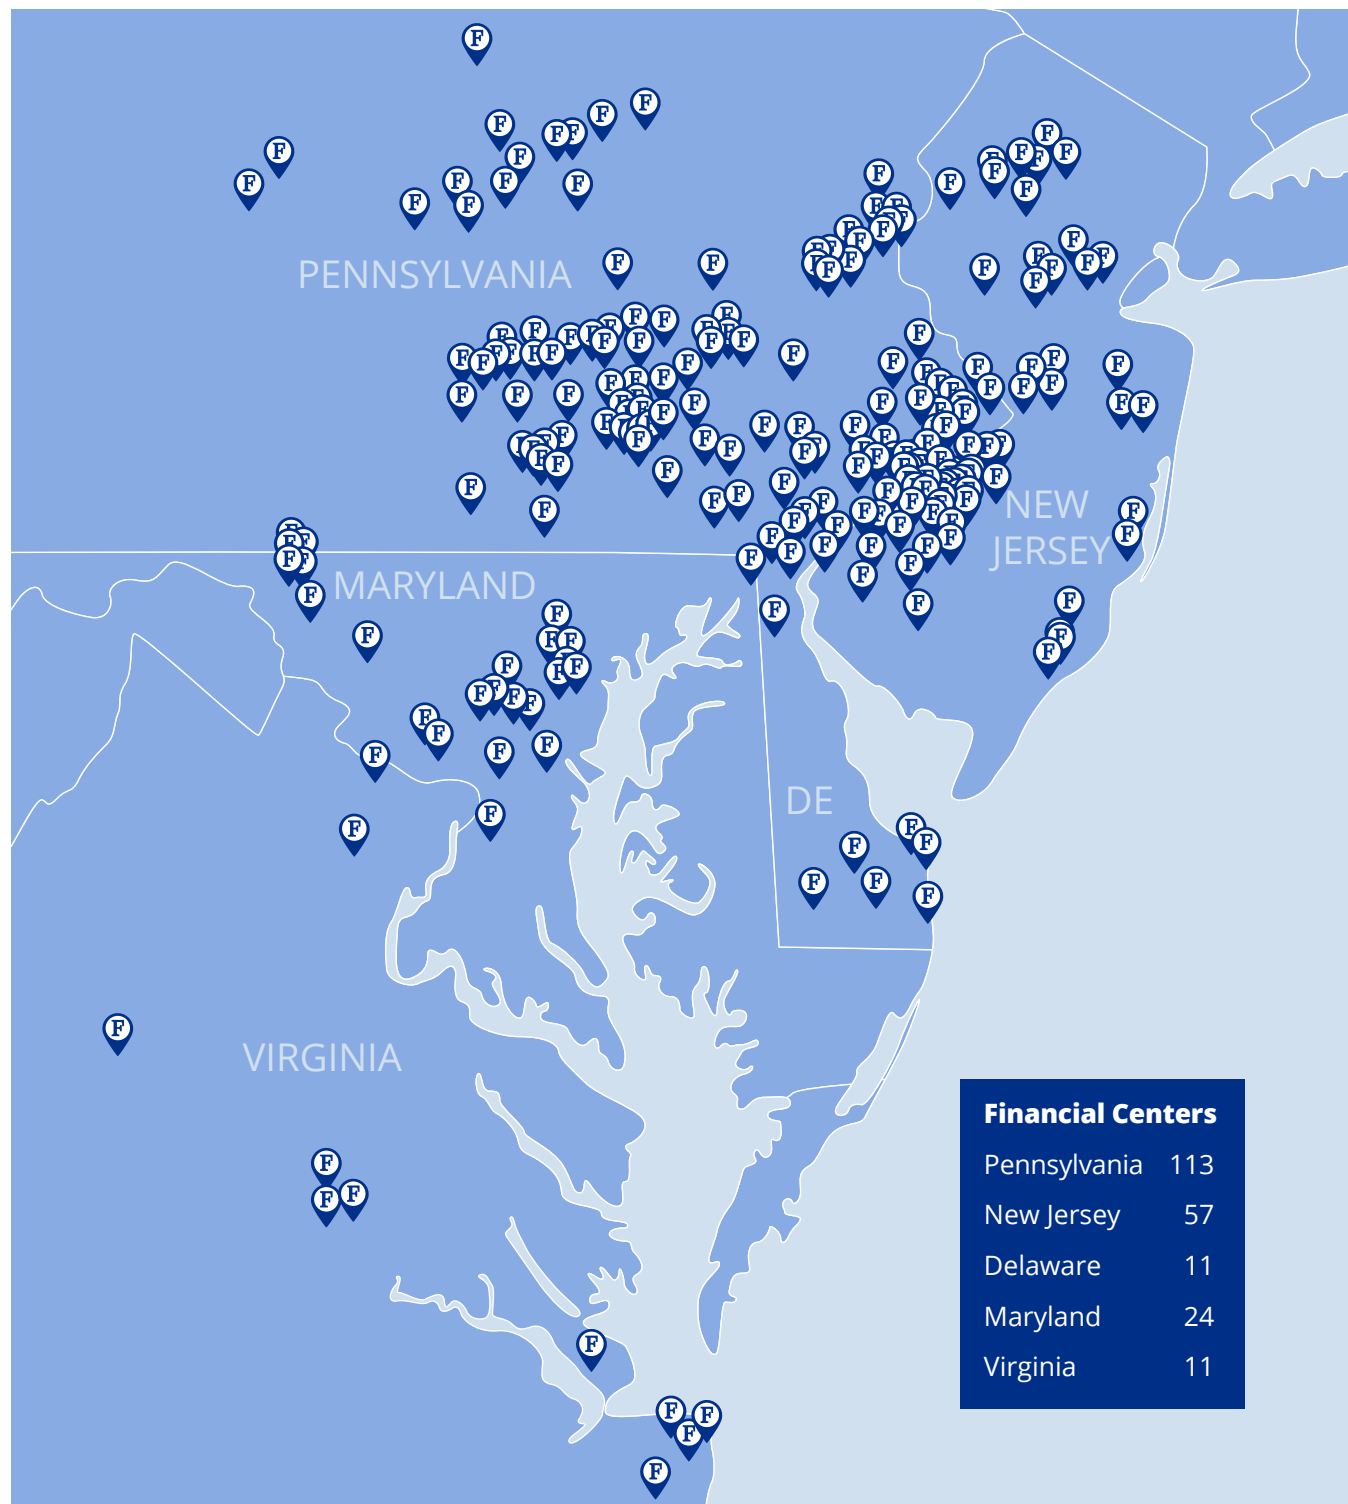 PENNSYLVANIA
MARYLAND
NEW
JERSEY
DE
VIRGINIA
Financial Centers
Pennsylvania 113
New Jersey 57
Delaware 11
Maryland 24
Virginia 11